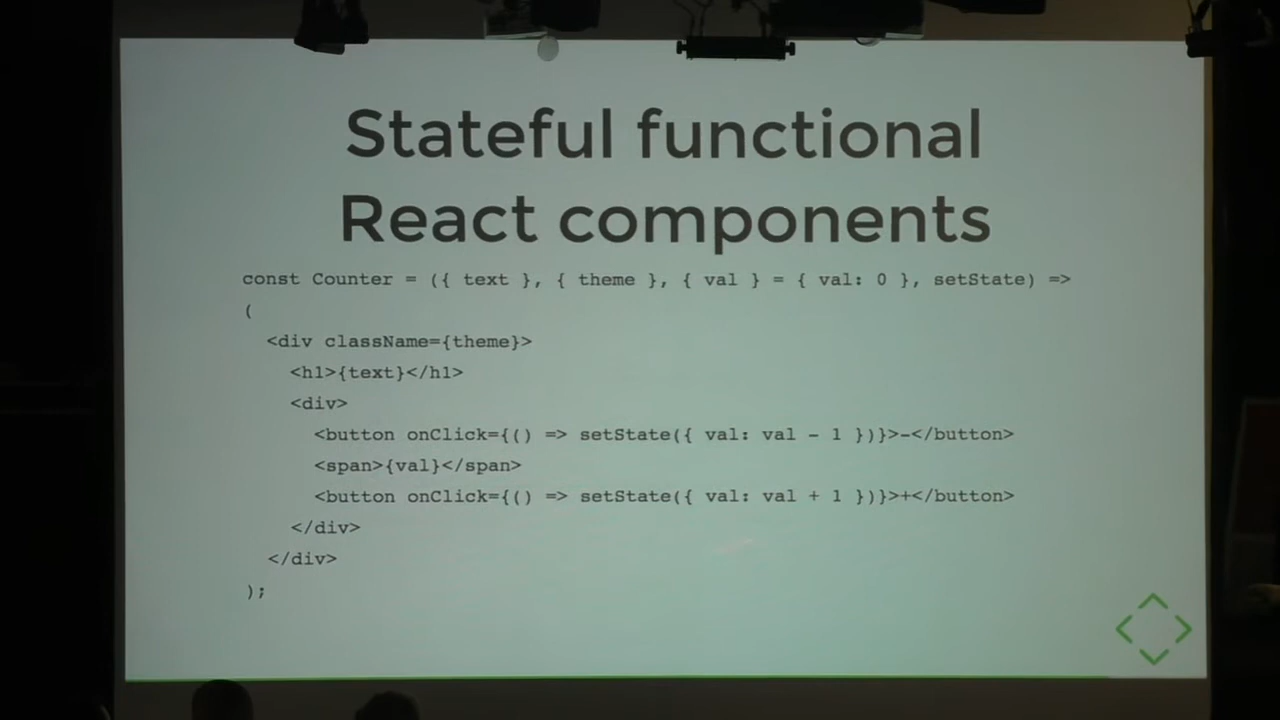 Stateful functional
React components
const Counter = ({ text }, { theme }, { val } = { val: 0 }, setState) =>
(
  <div className={theme}>
    <h1>{text}</h1>
    <div>
      <button onClick={() => setState({ val: val - 1 })}>-</button>
      <span>{val}</span>
      <button onClick={() => setState({ val: val + 1 })}>+</button>
    </div>
  </div>
);